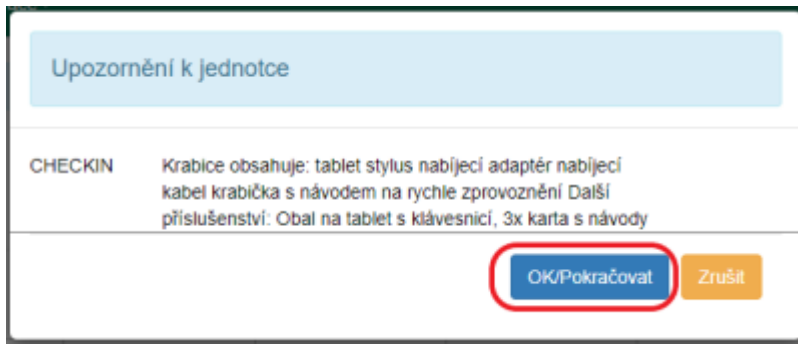 Upozornění k jednotce
CHECKIN Krabice obsahuje: tablet stylus nabíjecí adaptér nabíjecí
kabel krabička s návodem na rychle zprovoznění Další
příslušenství: Obal na tablet s klávesnicí, 3x karta s návody
OK/Pokračovat Zrušit